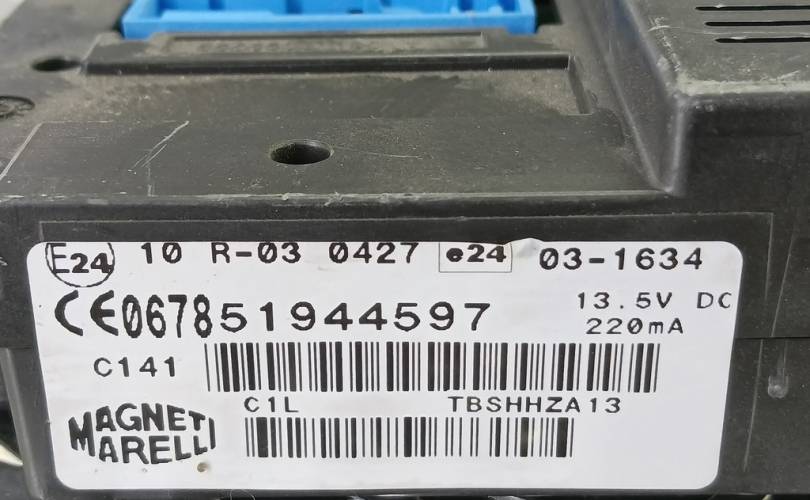 E24 10 R-03 0427 e24 03-1634
CE0678 51944597 13.5V DC
220mA
C141
C1L TBSHHZA13
MAGNETI
MARELLI